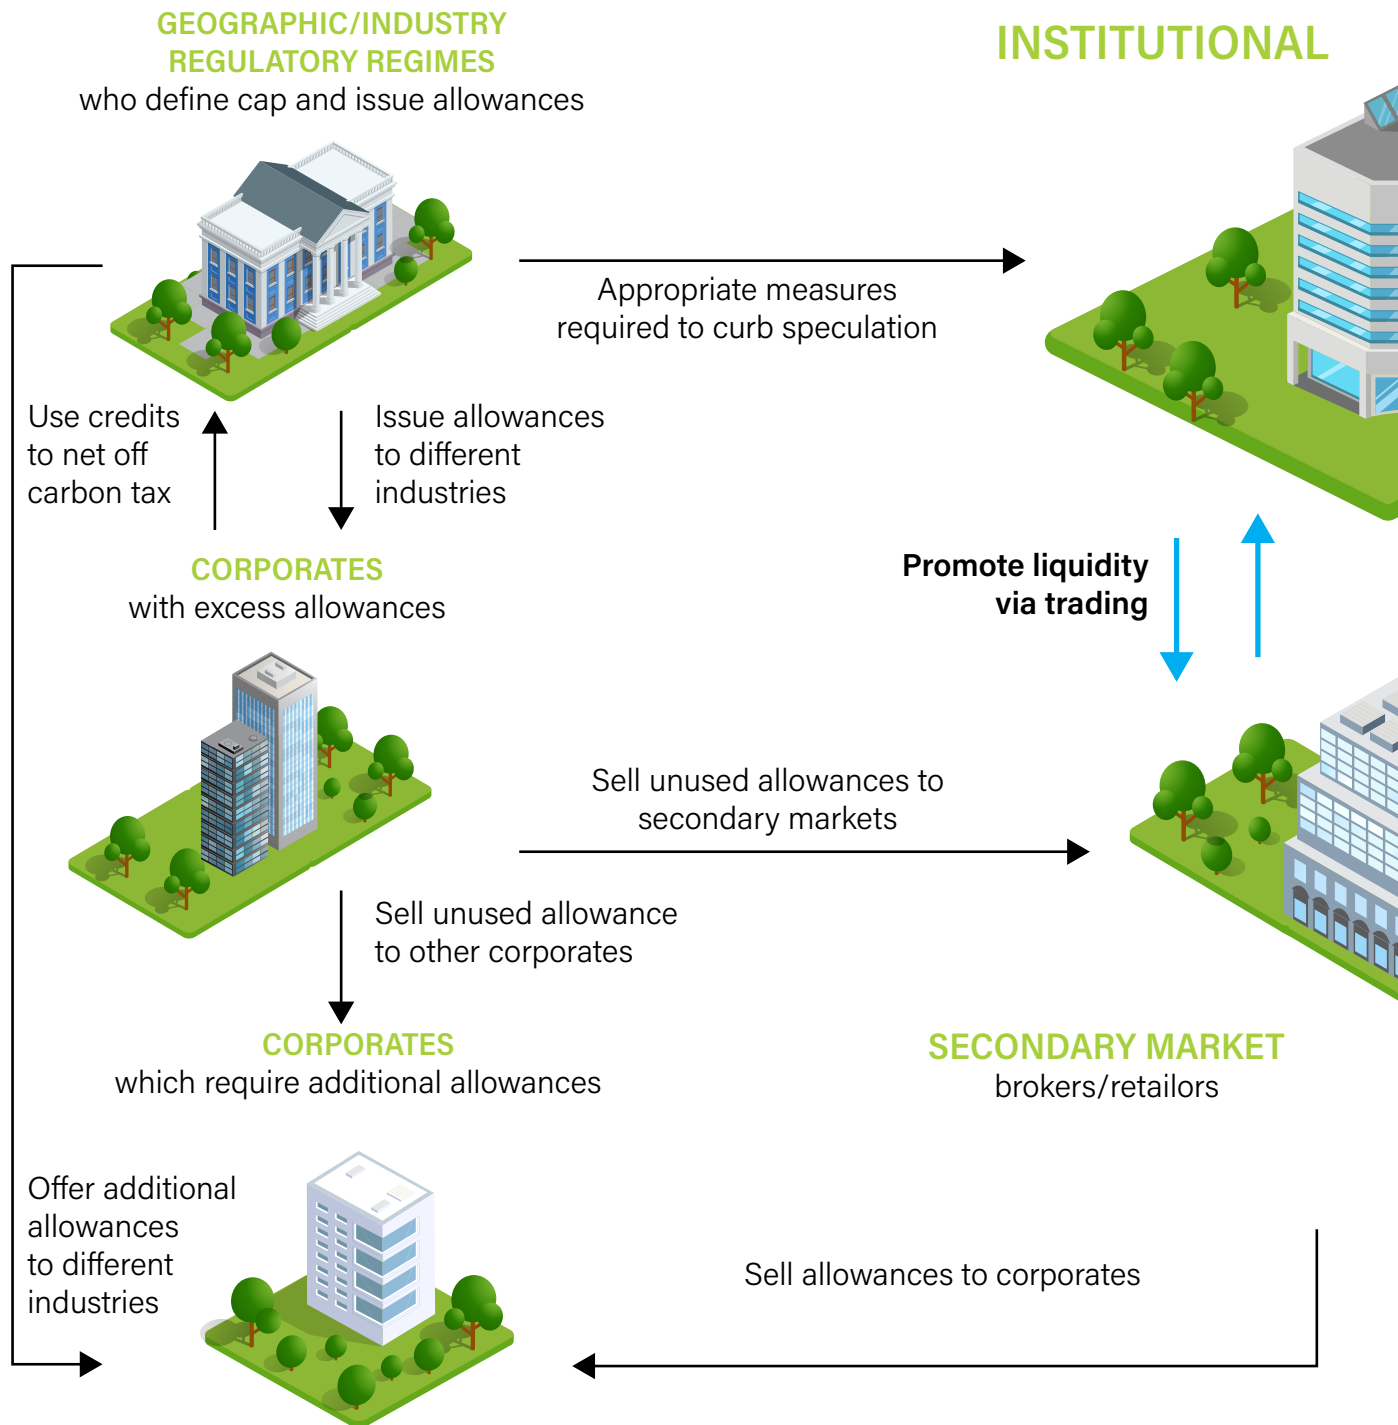 GEOGRAPHIC/INDUSTRY
REGULATORY REGIMES
who define cap and issue allowances
INSTITUTIONAL
Appropriate measures
required to curb speculation
Use credits
to net off
carbon tax
Issue allowances
to different
industries
CORPORATES
with excess allowances
Promote liquidity
via trading
Sell unused allowances to
secondary markets
Sell unused allowance
to other corporates
CORPORATES
which require additional allowances
SECONDARY MARKET
brokers/retailors
Offer additional
allowances
to different
industries
Sell allowances to corporates